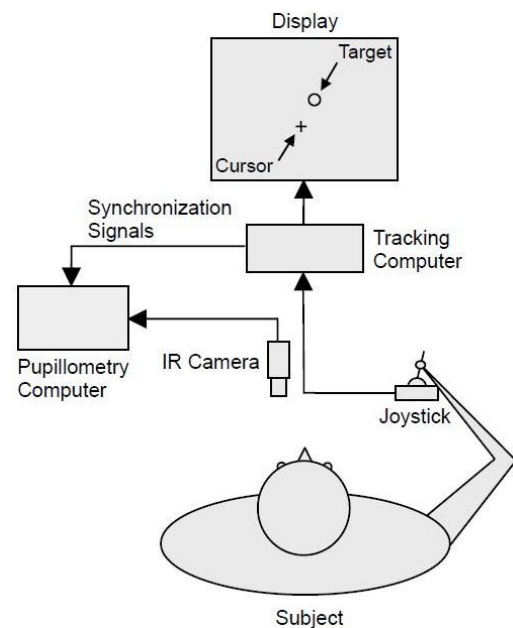 Display
Target
Cursor
Synchronization
Signals
Tracking
Computer
IR Camera
Pupillometry
Computer
Joystick
Subject